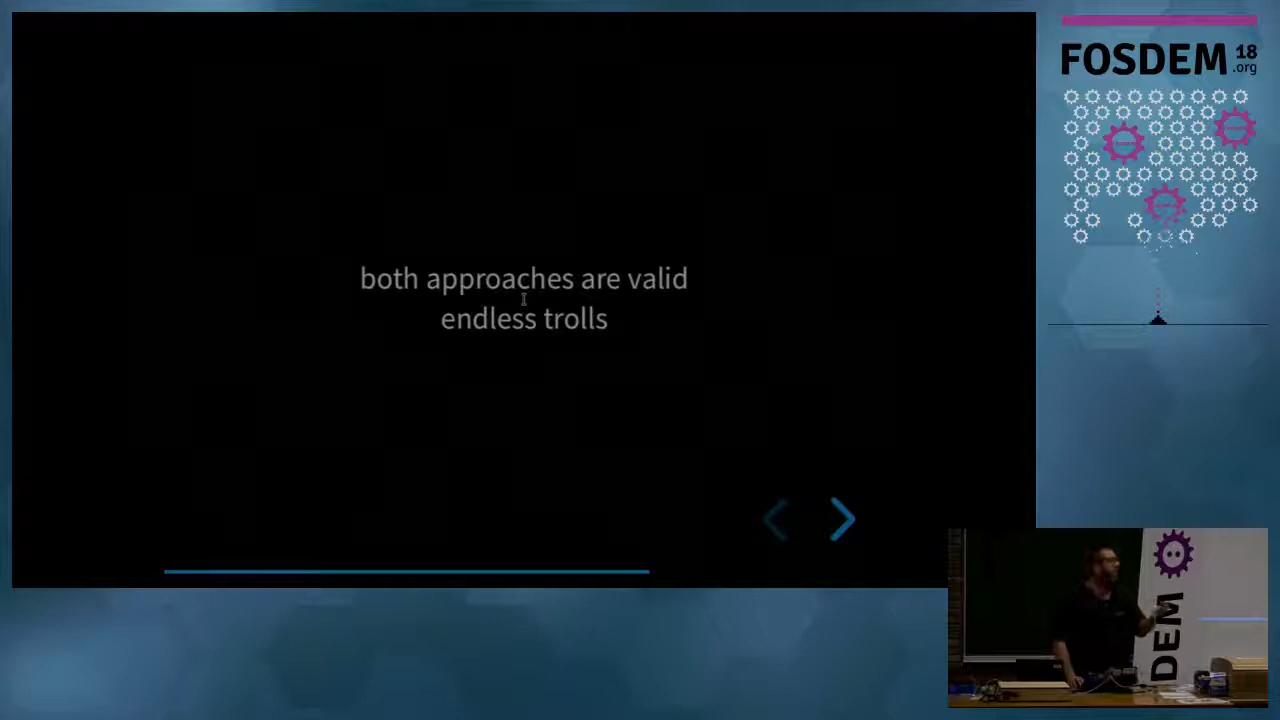 both approaches are valid
endless trolls
FOSDEM 18
.org
DEM